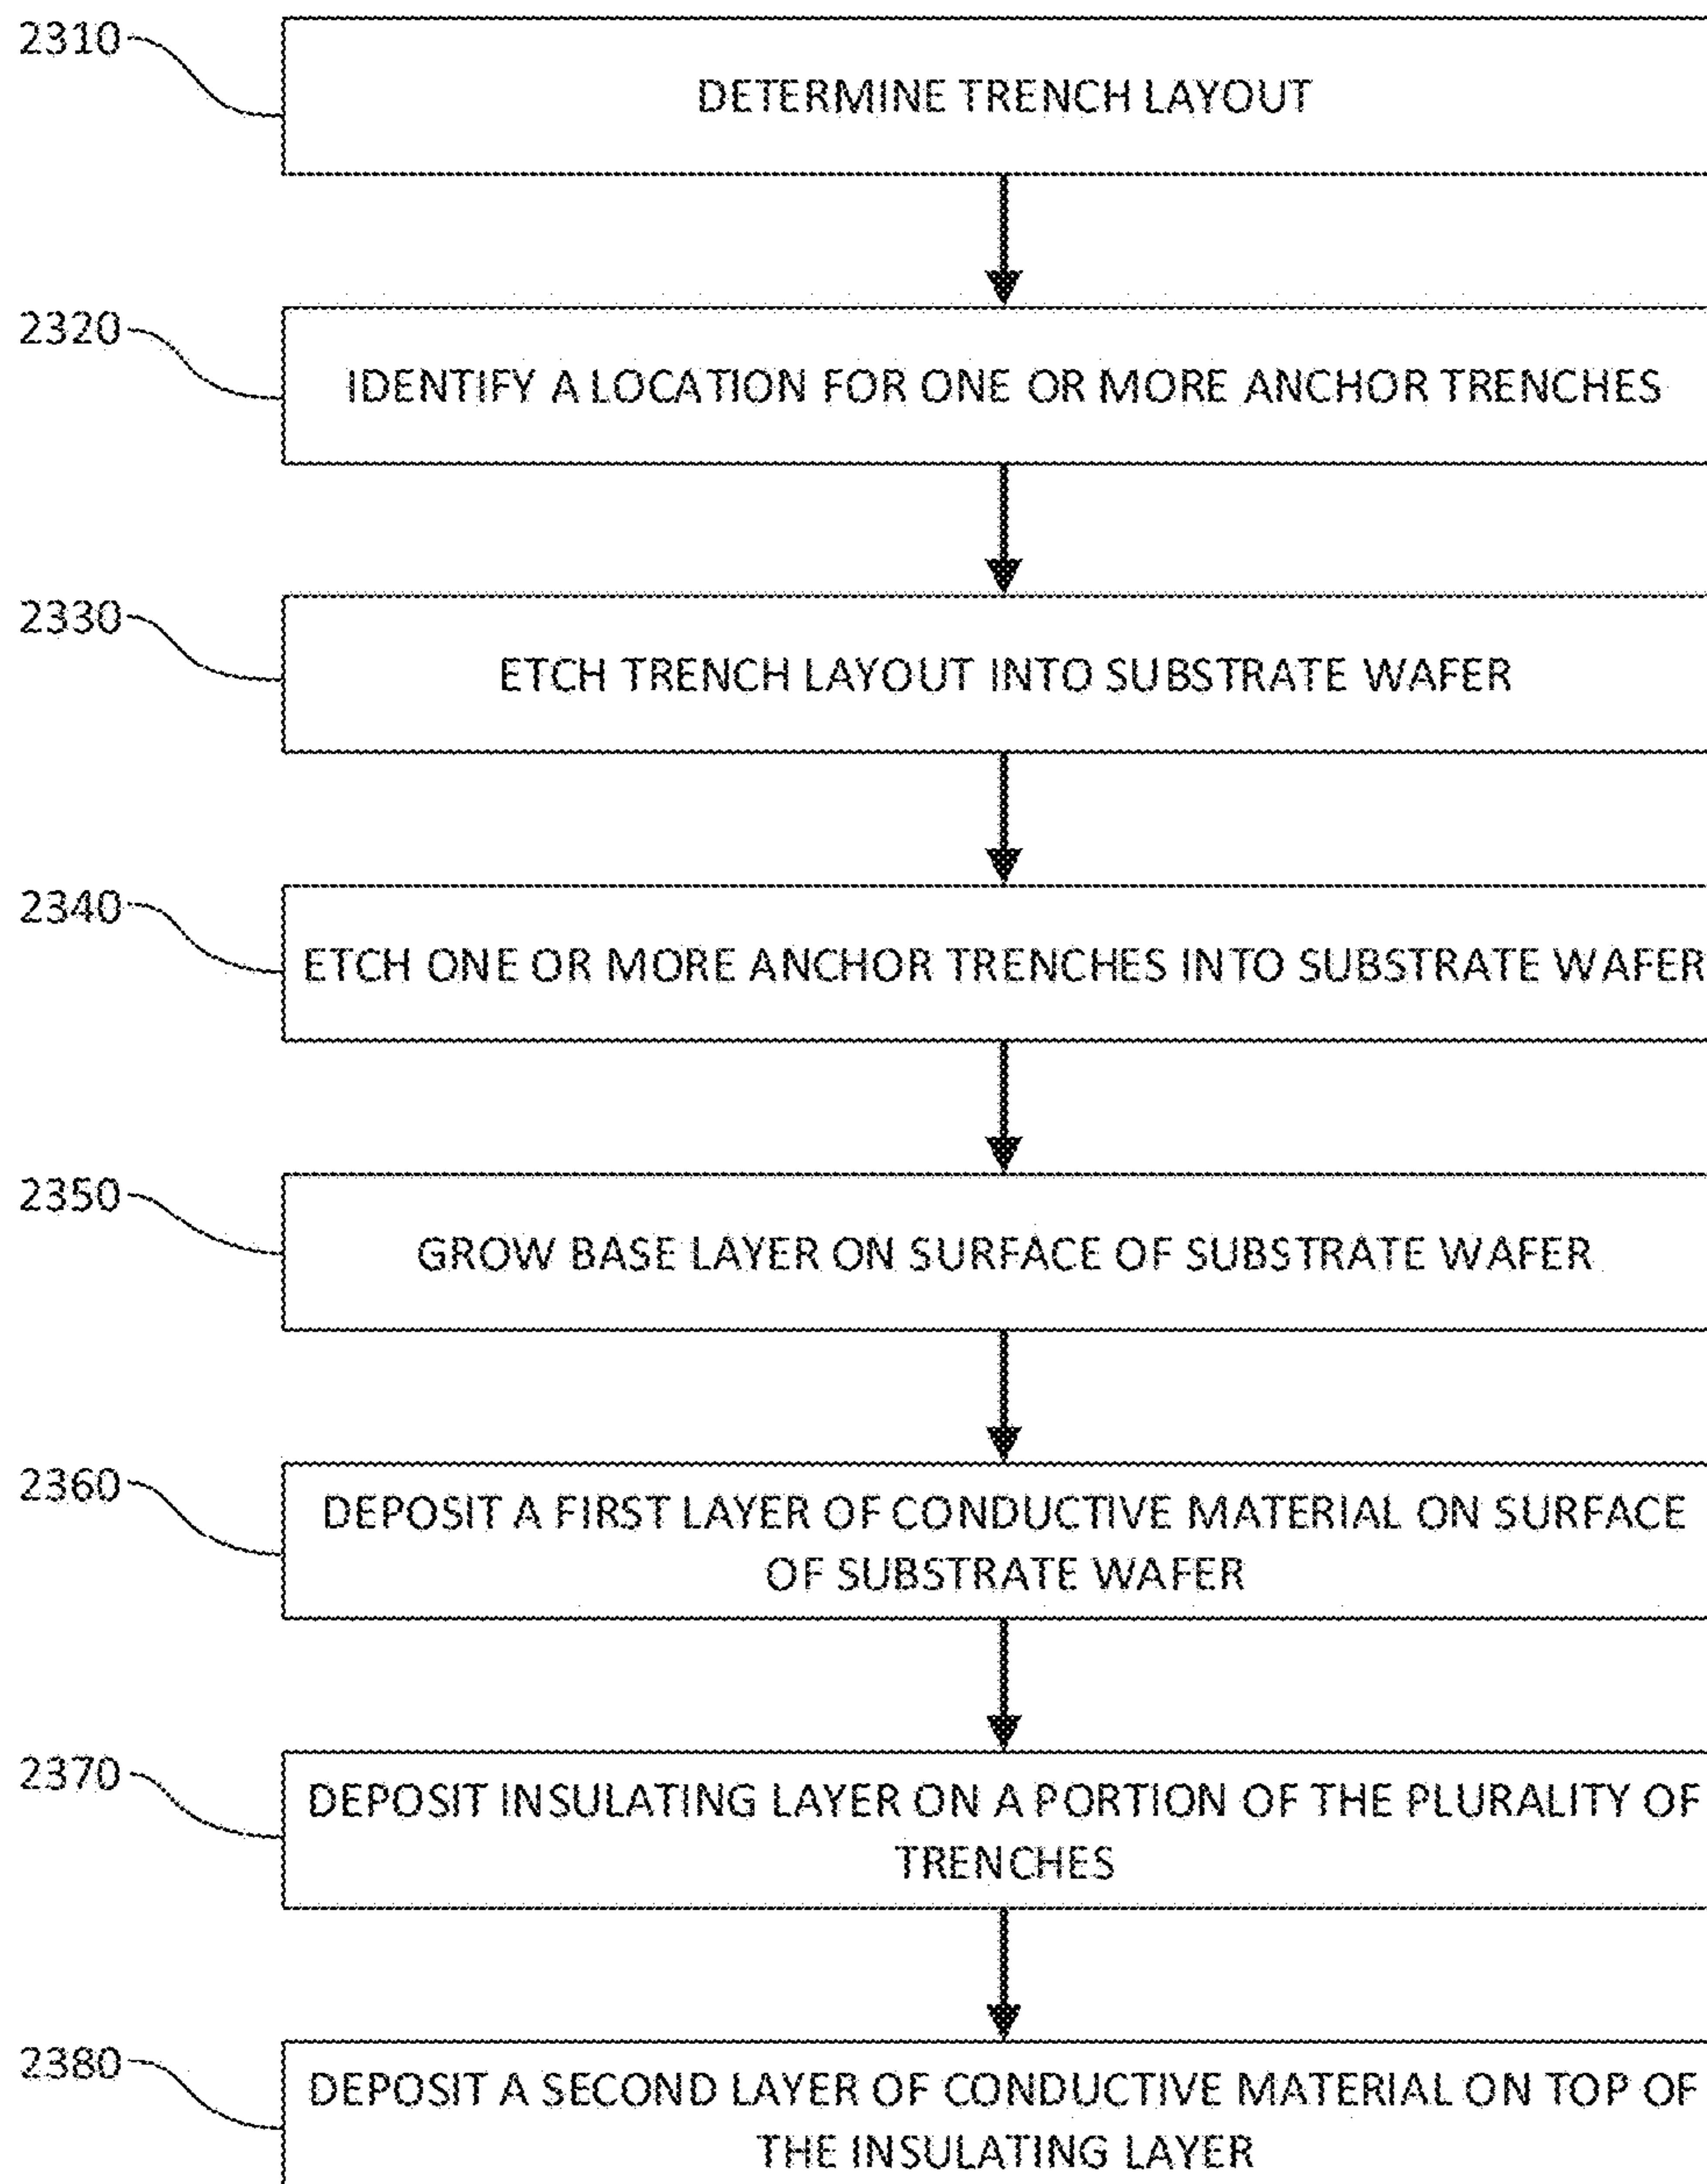 2310
DETERMINE TRENCH LAYOUT
2320
IDENTIFY A LOCATION FOR ONE OR MORE ANCHOR TRENCHES
2330
ETCH TRENCH LAYOUT INTO SUBSTRATE WAFER
2340
ETCH ONE OR MORE ANCHOR TRENCHES INTO SUBSTRATE WAFER
2350
GROW BASE LAYER ON SURFACE OF SUBSTRATE WAFER
2360
DEPOSIT A FIRST LAYER OF CONDUCTIVE MATERIAL ON SURFACE
OF SUBSTRATE WAFER
2370
DEPOSIT INSULATING LAYER ON A PORTION OF THE PLURALITY OF
TRENCHES
2380
DEPOSIT A SECOND LAYER OF CONDUCTIVE MATERIAL ON TOP OF
THE INSULATING LAYER